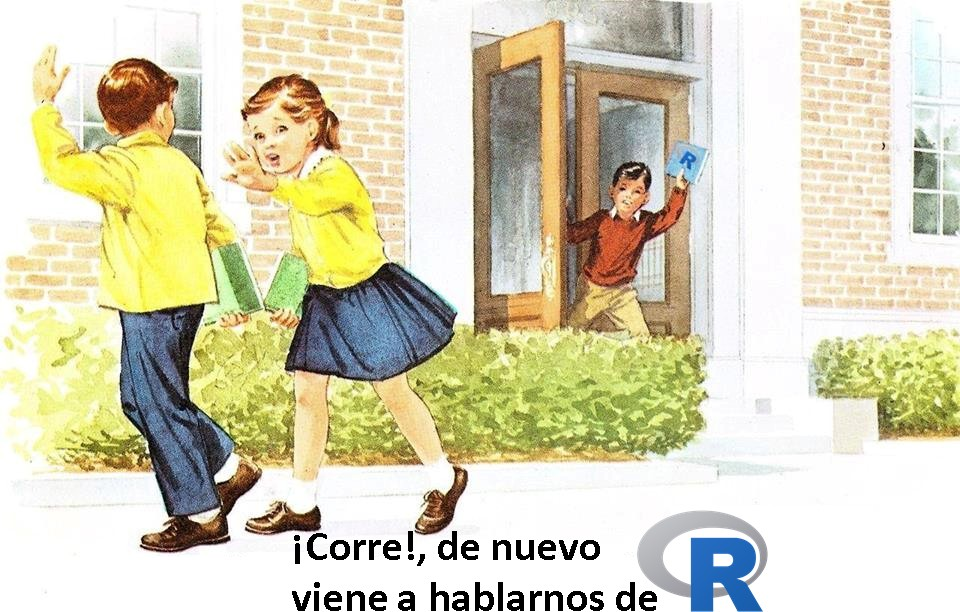 R
¡Corre!, de nuevo
viene a hablarnos de R